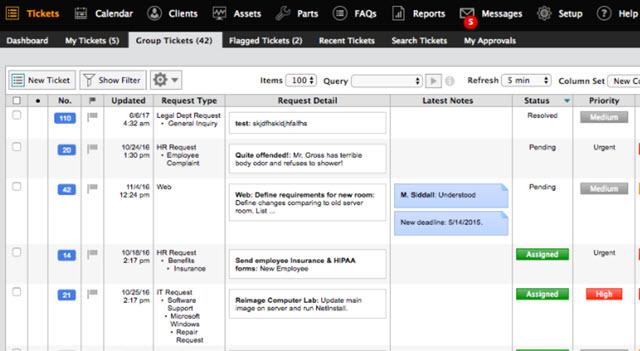 Tickets Calendar Clients Assets Parts FAQs Reports Messages Setup Help
5
Dashboard My Tickets (5) Group Tickets (42) Flagged Tickets (2) Recent Tickets Search Tickets My Approvals
New Ticket Show Filter Items 100 Query Refresh 5 min Column Set New Co
No. Updated Request Type Request Detail Latest Notes Status Priority
110 6/6/17 Legal Dept Request Resolved Medium
4:32 am • General Inquiry test: skjdfhskldjhfalfhs
20 10/24/16 HR Request Pending Urgent
1:30 pm • Employee Quite offended!: Mr. Gross has terrible
Complaint body odor and refuses to shower!
42 11/4/16 Web Pending Medium
12:24 pm Web: Define requirements for new room: M. Siddall: Understood
Define changes comparing to old server
room. List ... New deadline: 5/14/2015.
14 10/18/16 HR Request Assigned Urgent
2:17 pm • Benefits Send employee Insurance & HIPAA
• Insurance forms: New Employee
21 10/25/16 IT Request Assigned High
2:17 pm • Software Reimage Computer Lab: Update main
Support image on server and run NetInstall.
• Microsoft
Windows
• Repair
Request